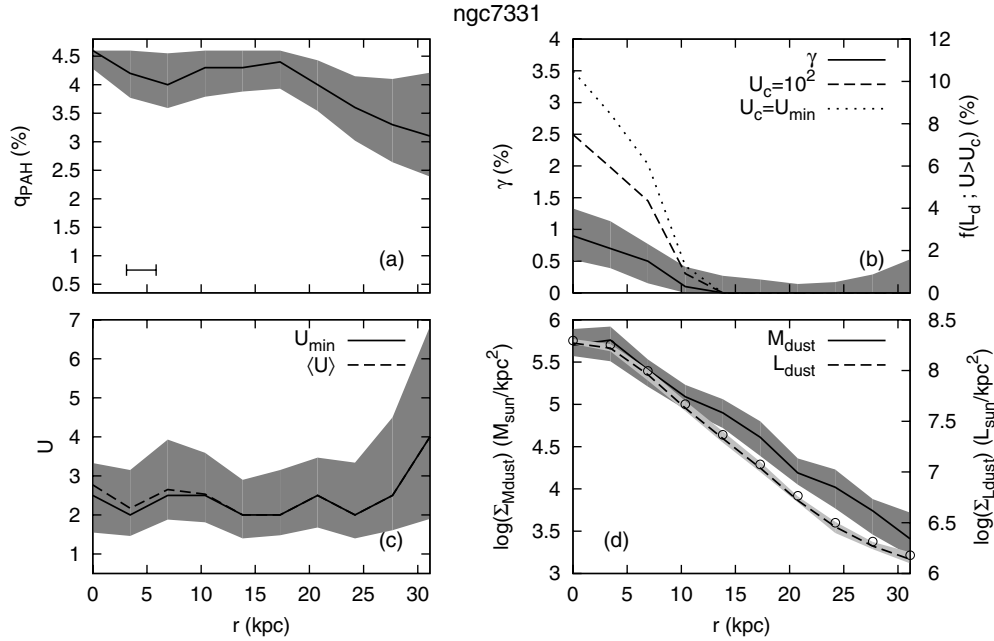 ngc7331
4.5
4
3.5
3
2.5
2
1.5
1
0.5
q_PAH (%)
(a)
4
3.5
3
2.5
2
1.5
1
0.5
0
γ (%)
γ
U_c=10^2
U_c=U_min
12
10
8
6
4
2
0
f(L_d ; U>U_c) (%)
(b)
7
6
5
4
3
2
1
U
U_min
⟨U⟩
(c)
0 5 10 15 20 25 30
r (kpc)
6
5.5
5
4.5
4
3.5
3
log(Σ_Mdust) (M_sun/kpc^2)
M_dust
L_dust
8.5
8
7.5
7
6.5
6
log(Σ_Ldust) (L_sun/kpc^2)
(d)
0 5 10 15 20 25 30
r (kpc)